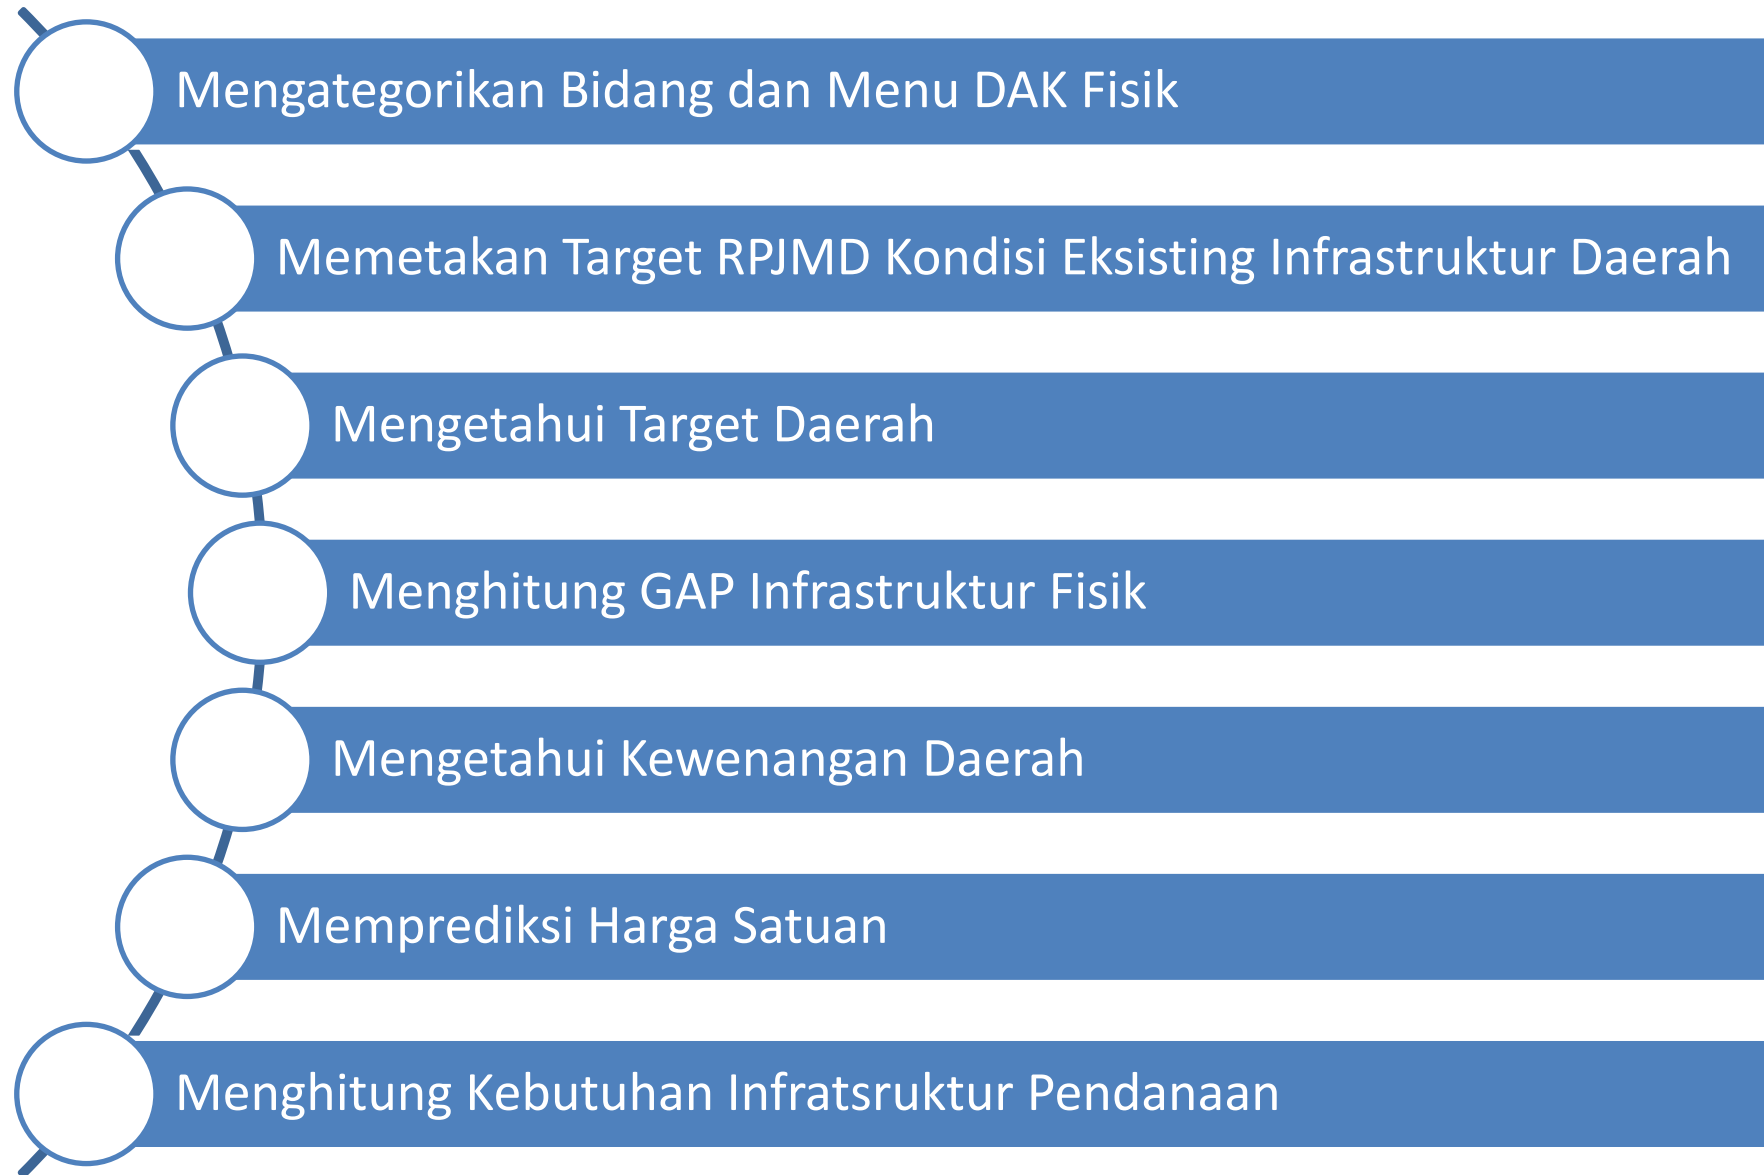 Mengategorikan Bidang dan Menu DAK Fisik
Memetakan Target RPJMD Kondisi Eksisting Infrastruktur Daerah
Mengetahui Target Daerah
Menghitung GAP Infrastruktur Fisik
Mengetahui Kewenangan Daerah
Memprediksi Harga Satuan
Menghitung Kebutuhan Infratsruktur Pendanaan